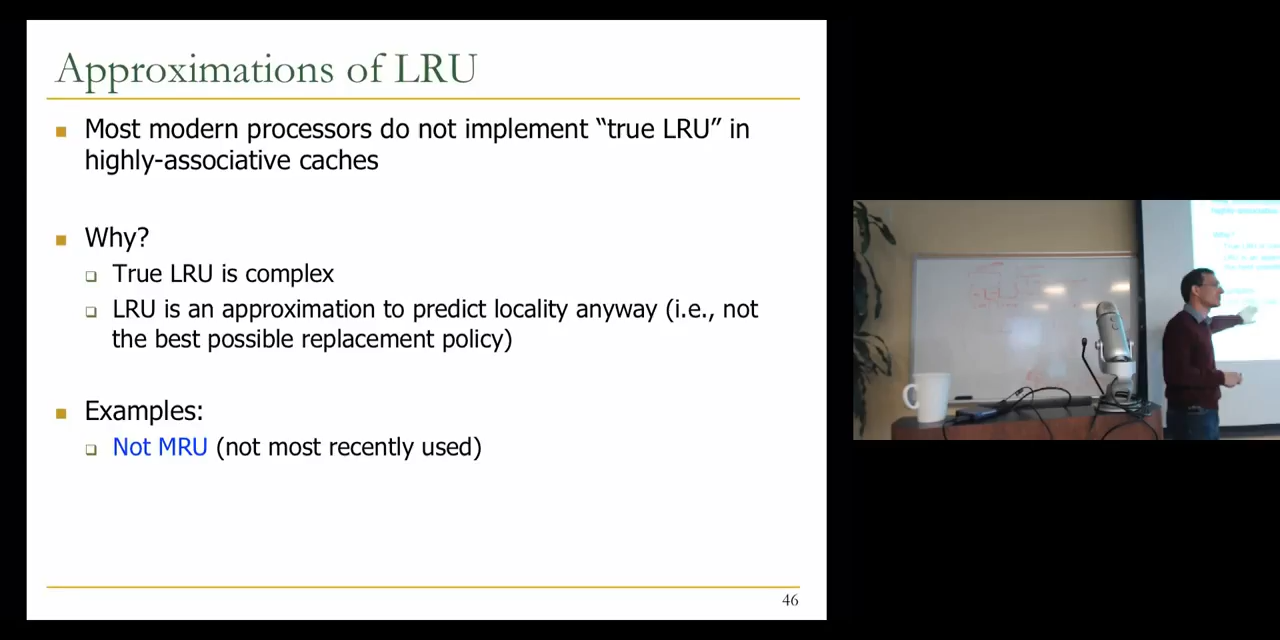 Approximations of LRU
Most modern processors do not implement “true LRU” in
highly-associative caches
Why?
True LRU is complex
LRU is an approximation to predict locality anyway (i.e., not
the best possible replacement policy)
Examples:
Not MRU (not most recently used)
46